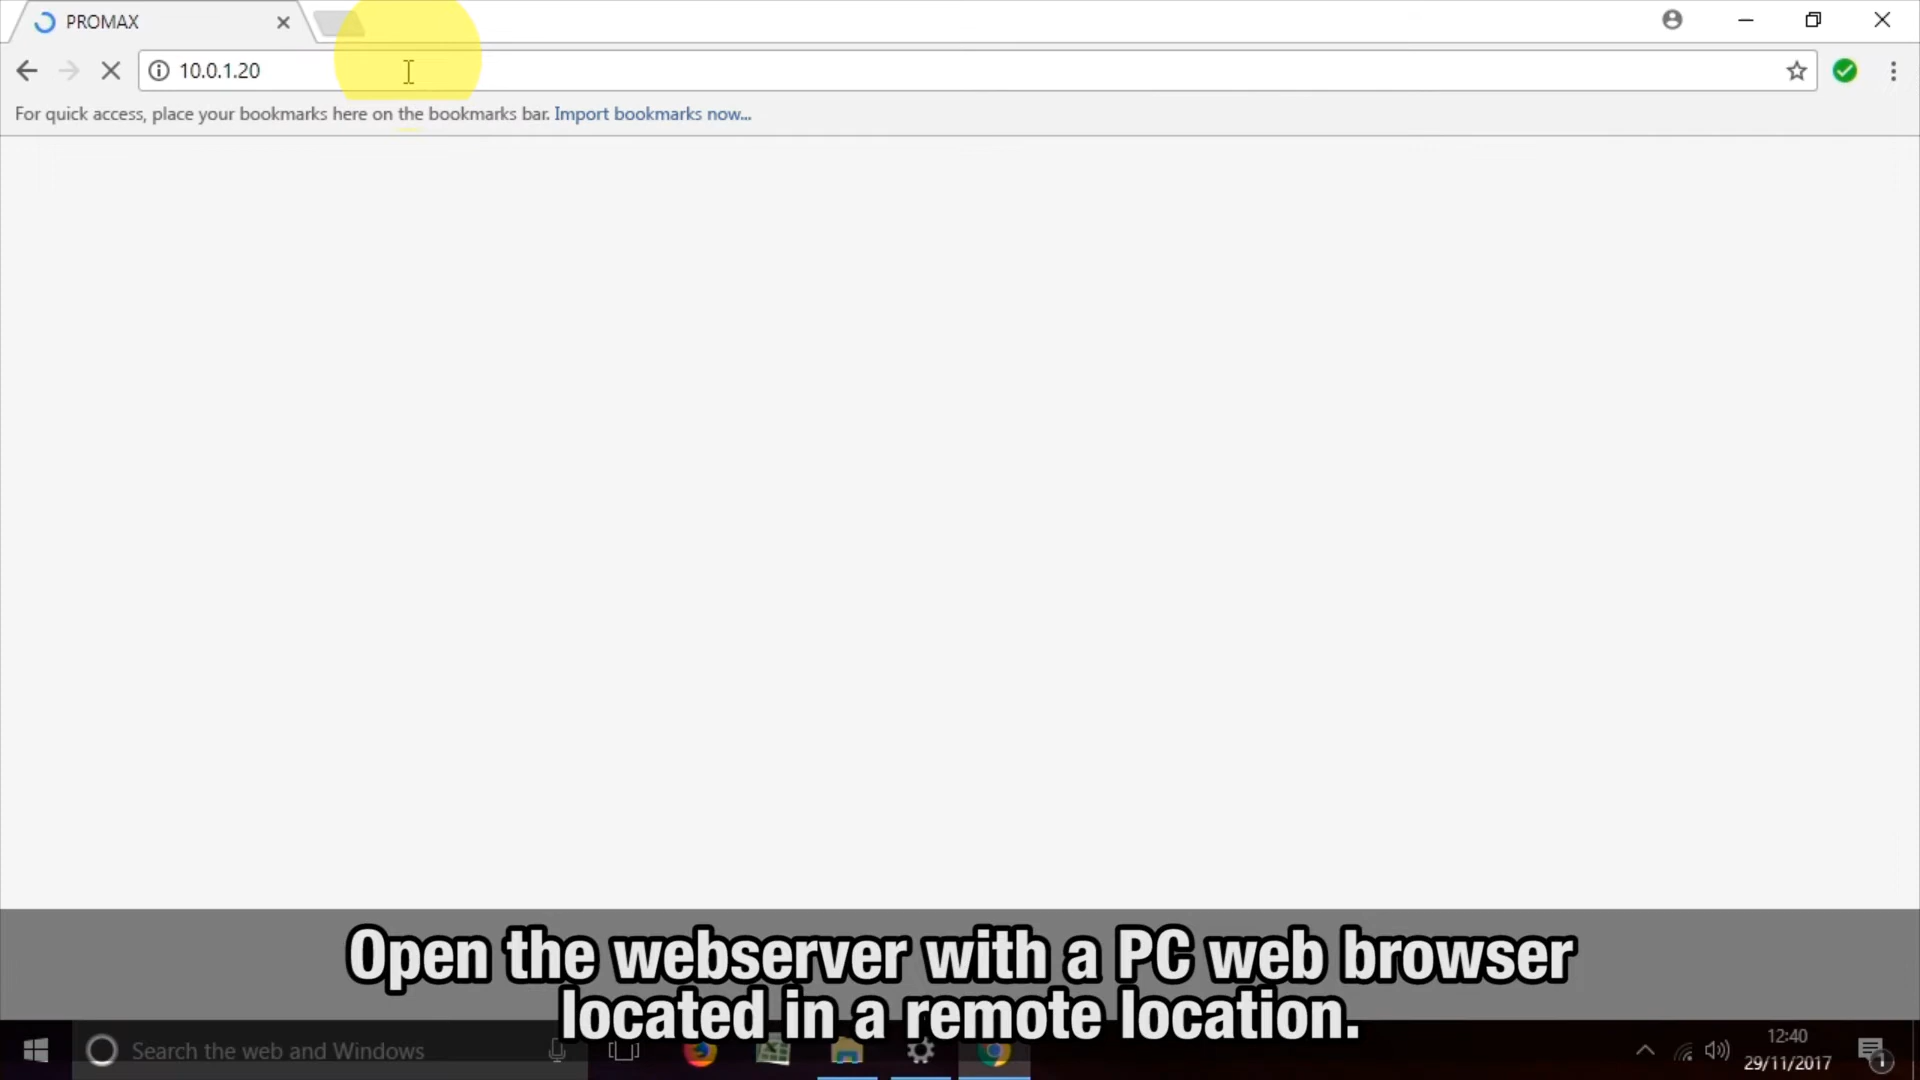 PROMAX
10.0.1.20
For quick access, place your bookmarks here on the bookmarks bar. Import bookmarks now...
Open the webserver with a PC web browser
located in a remote location.
Search the web and Windows
12:40
29/11/2017
1